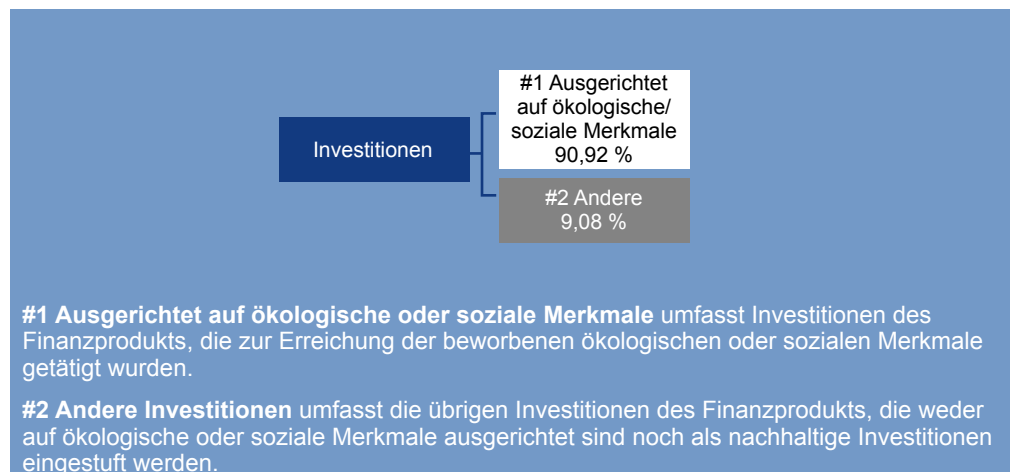 #1 Ausgerichtet
auf ökologische/
soziale Merkmale
90,92 %
Investitionen
#2 Andere
9,08 %
#1 Ausgerichtet auf ökologische oder soziale Merkmale umfasst Investitionen des
Finanzprodukts, die zur Erreichung der beworbenen ökologischen oder sozialen Merkmale
getätigt wurden.
#2 Andere Investitionen umfasst die übrigen Investitionen des Finanzprodukts, die weder
auf ökologische oder soziale Merkmale ausgerichtet sind noch als nachhaltige Investitionen
eingestuft werden.